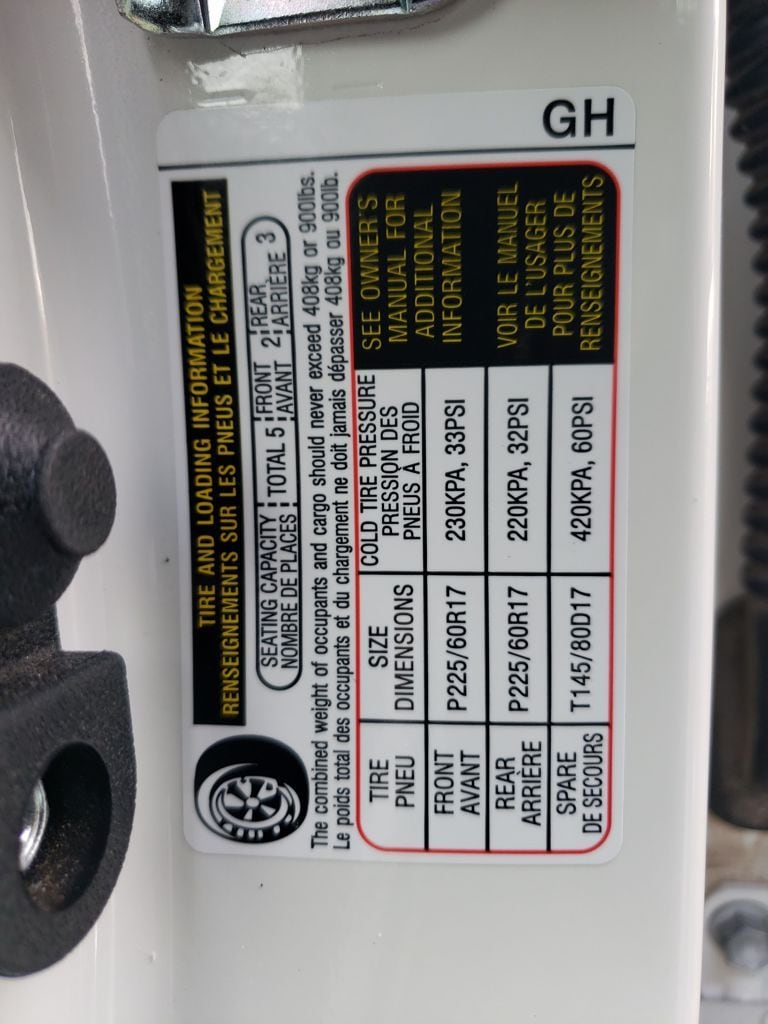 GH
TIRE AND LOADING INFORMATION
RENSEIGNEMENTS SUR LES PNEUS ET LE CHARGEMENT
SEATING CAPACITY TOTAL 5 FRONT 2 REAR 3
NOMBRE DE PLACES AVANT ARRIÈRE
The combined weight of occupants and cargo should never exceed 408kg or 900lbs.
Le poids total des occupants et du chargement ne doit jamais dépasser 408kg ou 900lb.
TIRE SIZE COLD TIRE PRESSURE
PNEU DIMENSIONS PRESSION DES
PNEUS À FROID
FRONT P225/60R17 230KPA, 33PSI
AVANT
REAR P225/60R17 220KPA, 32PSI
ARRIÈRE
SPARE T145/80D17 420KPA, 60PSI
DE SECOURS
SEE OWNER'S
MANUAL FOR
ADDITIONAL
INFORMATION
VOIR LE MANUEL
DE L'USAGER
POUR PLUS DE
RENSEIGNEMENTS